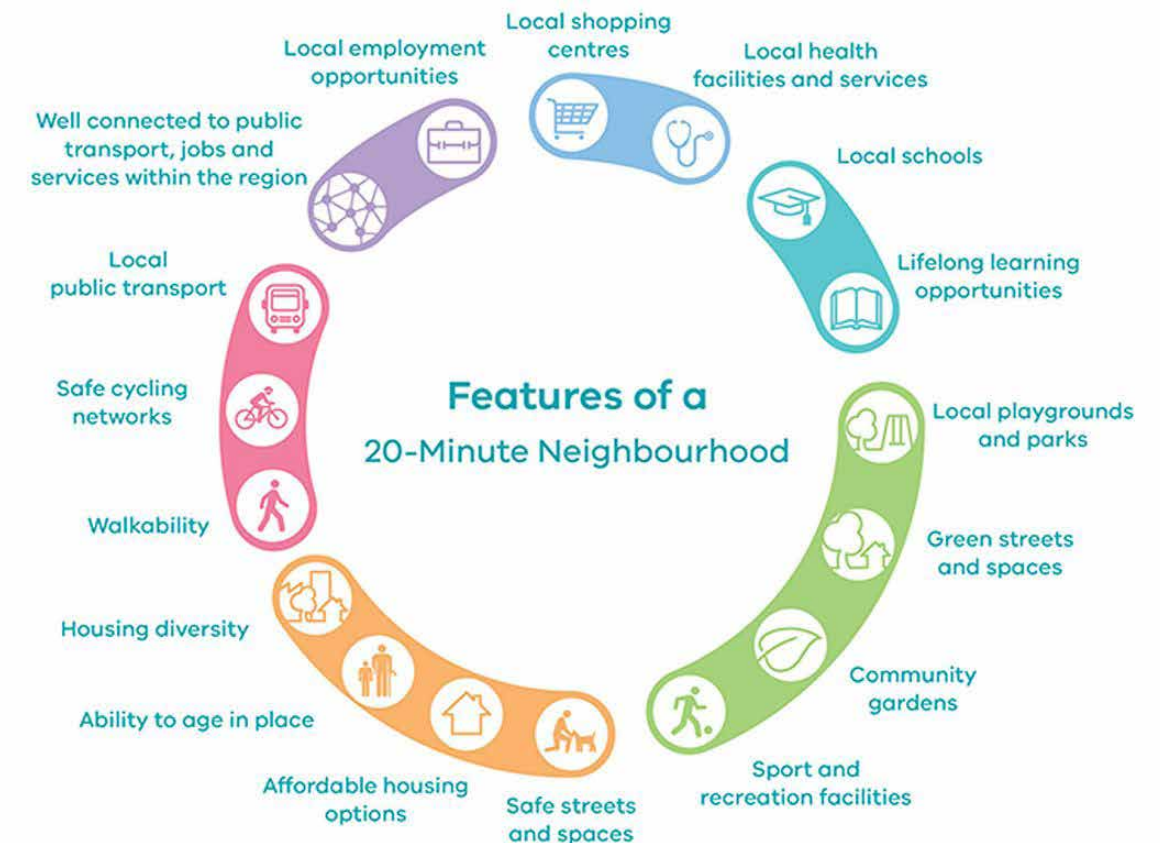 Features of a
20-Minute Neighbourhood
Local shopping
centres
Local health
facilities and services
Local schools
Lifelong learning
opportunities
Local playgrounds
and parks
Green streets
and spaces
Community
gardens
Sport and
recreation facilities
Safe streets
and spaces
Affordable housing
options
Ability to age in place
Housing diversity
Walkability
Safe cycling
networks
Local
public transport
Well connected to public
transport, jobs and
services within the region
Local employment
opportunities